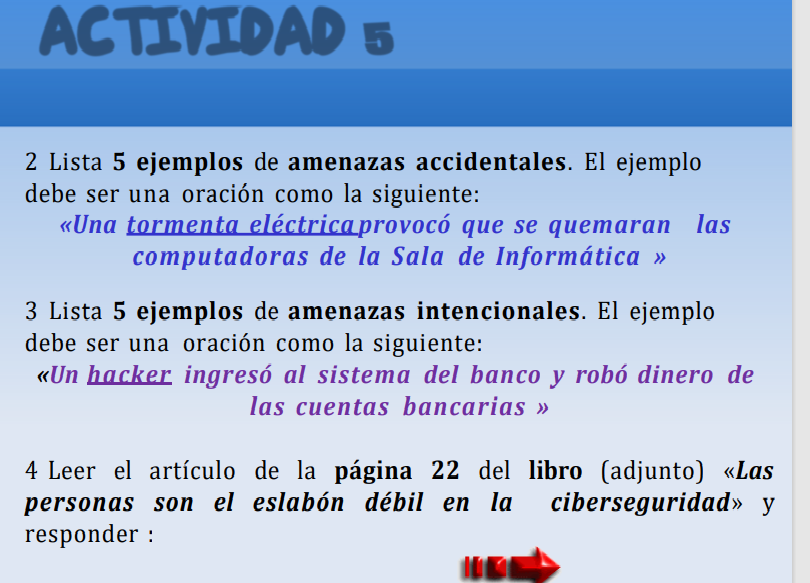 ACTIVIDAD 5
2 Lista 5 ejemplos de amenazas accidentales. El ejemplo
debe ser una oración como la siguiente:
«Una tormenta eléctrica provocó que se quemaran las
computadoras de la Sala de Informática »
3 Lista 5 ejemplos de amenazas intencionales. El ejemplo
debe ser una oración como la siguiente:
«Un hacker ingresó al sistema del banco y robó dinero de
las cuentas bancarias »
4 Leer el artículo de la página 22 del libro (adjunto) «Las
personas son el eslabón débil en la ciberseguridad» y
responder :